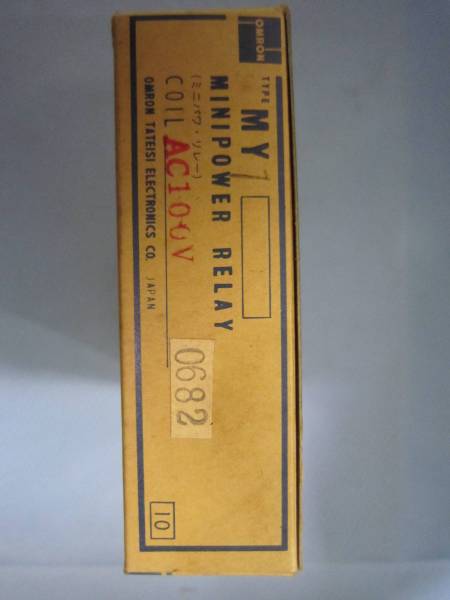 OMRON
TYPE MY 1
MINIPOWER RELAY
(ミニパワ・リレー)
COIL AC100V
OMRON TATEISI ELECTRONICS CO. JAPAN
0682
10